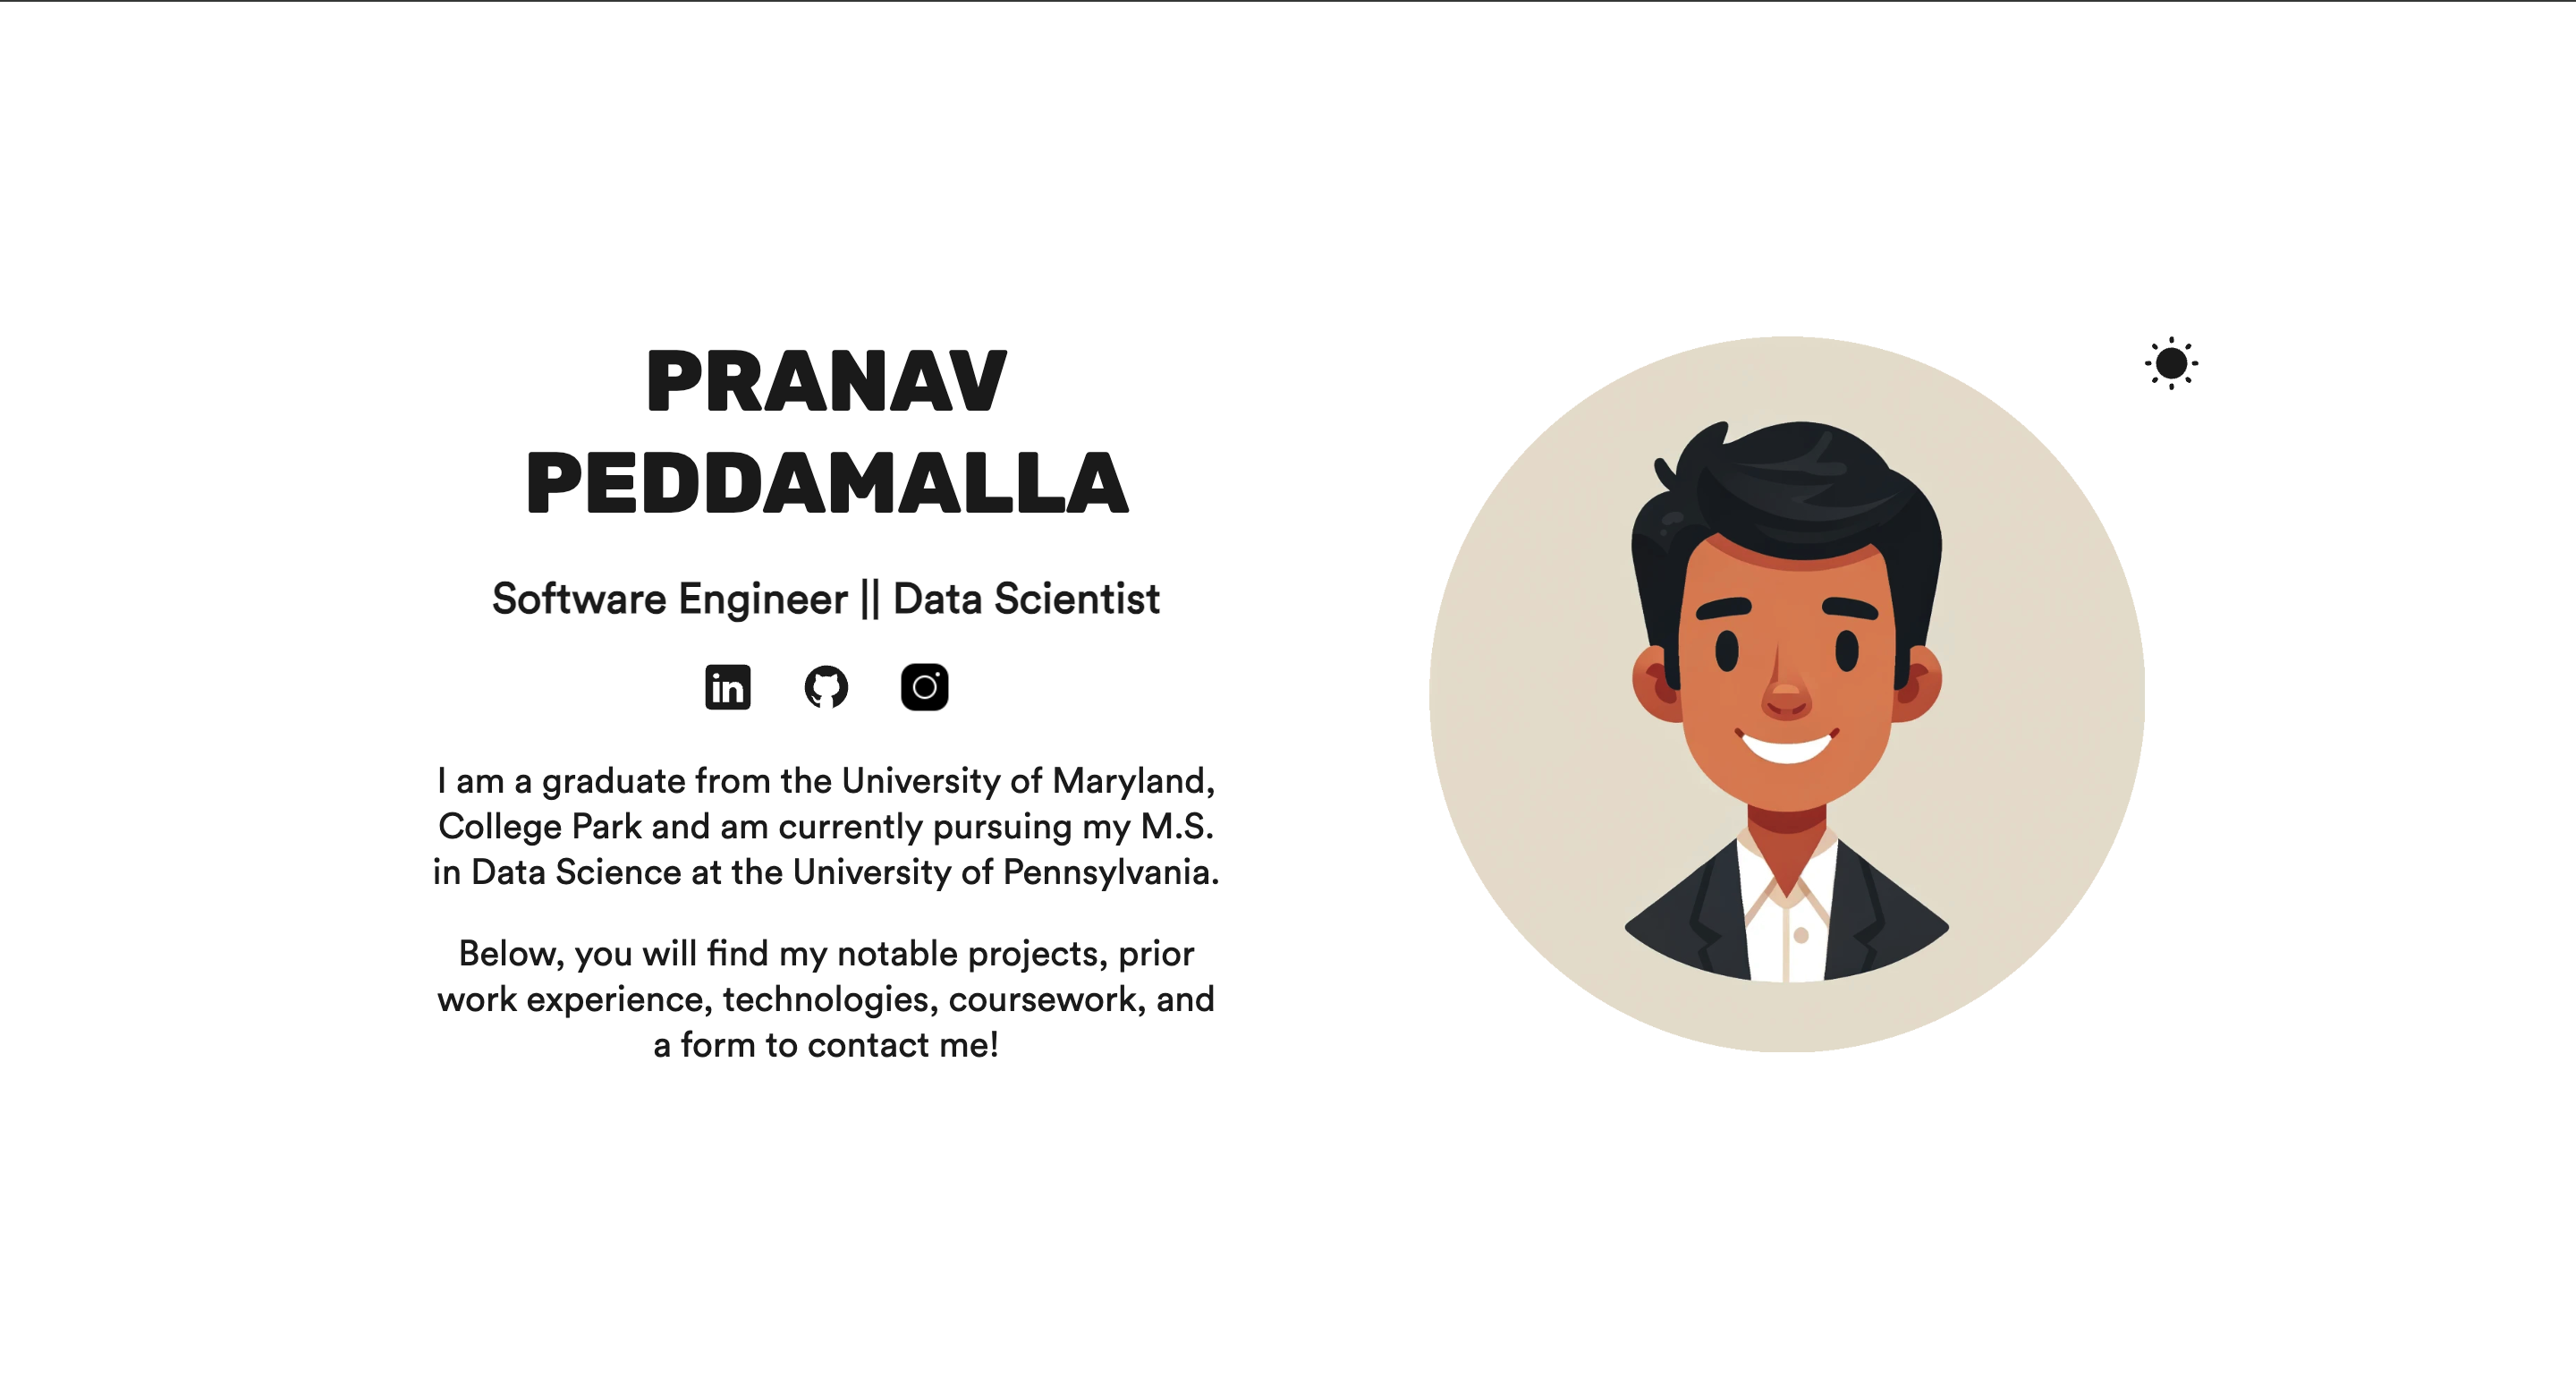 PRANAV
PEDDAMALLA
Software Engineer || Data Scientist
in
I am a graduate from the University of Maryland,
College Park and am currently pursuing my M.S.
in Data Science at the University of Pennsylvania.
Below, you will find my notable projects, prior
work experience, technologies, coursework, and
a form to contact me!